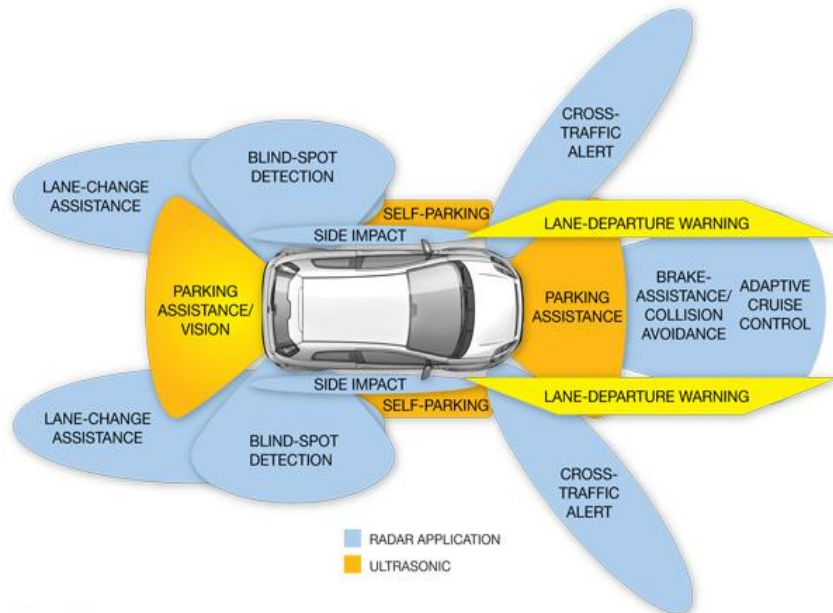 CROSS-
TRAFFIC
ALERT
BLIND-SPOT
DETECTION
LANE-CHANGE
ASSISTANCE
SELF-PARKING
SIDE IMPACT
LANE-DEPARTURE WARNING
PARKING
ASSISTANCE/
VISION
PARKING
ASSISTANCE
BRAKE-
ASSISTANCE/
COLLISION
AVOIDANCE
ADAPTIVE
CRUISE
CONTROL
SIDE IMPACT
SELF-PARKING
LANE-DEPARTURE WARNING
LANE-CHANGE
ASSISTANCE
BLIND-SPOT
DETECTION
CROSS-
TRAFFIC
ALERT
RADAR APPLICATION
ULTRASONIC